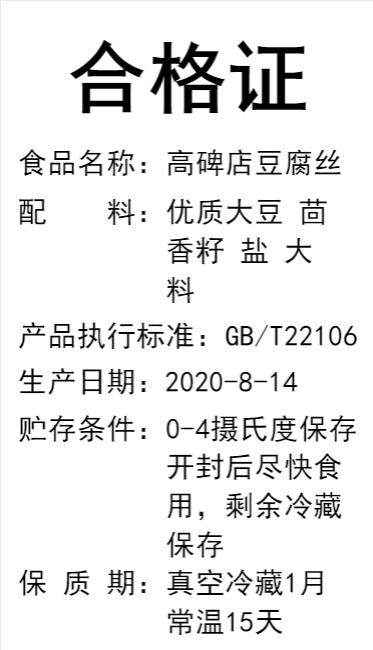 合格证
食品名称：高碑店豆腐丝
配　　料：优质大豆 茴
香籽 盐 大
料
产品执行标准：GB/T22106
生产日期：2020-8-14
贮存条件：0-4摄氏度保存
开封后尽快食
用，剩余冷藏
保存
保 质 期：真空冷藏1月
常温15天